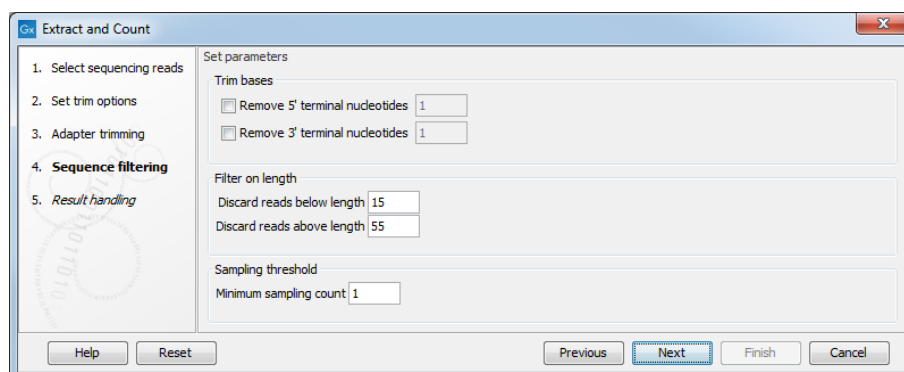 Gx Extract and Count
1. Select sequencing reads
2. Set trim options
3. Adapter trimming
4. Sequence filtering
5. Result handling
Set parameters
Trim bases
Remove 5' terminal nucleotides 1
Remove 3' terminal nucleotides 1
Filter on length
Discard reads below length 15
Discard reads above length 55
Sampling threshold
Minimum sampling count 1
Help Reset Previous Next Finish Cancel